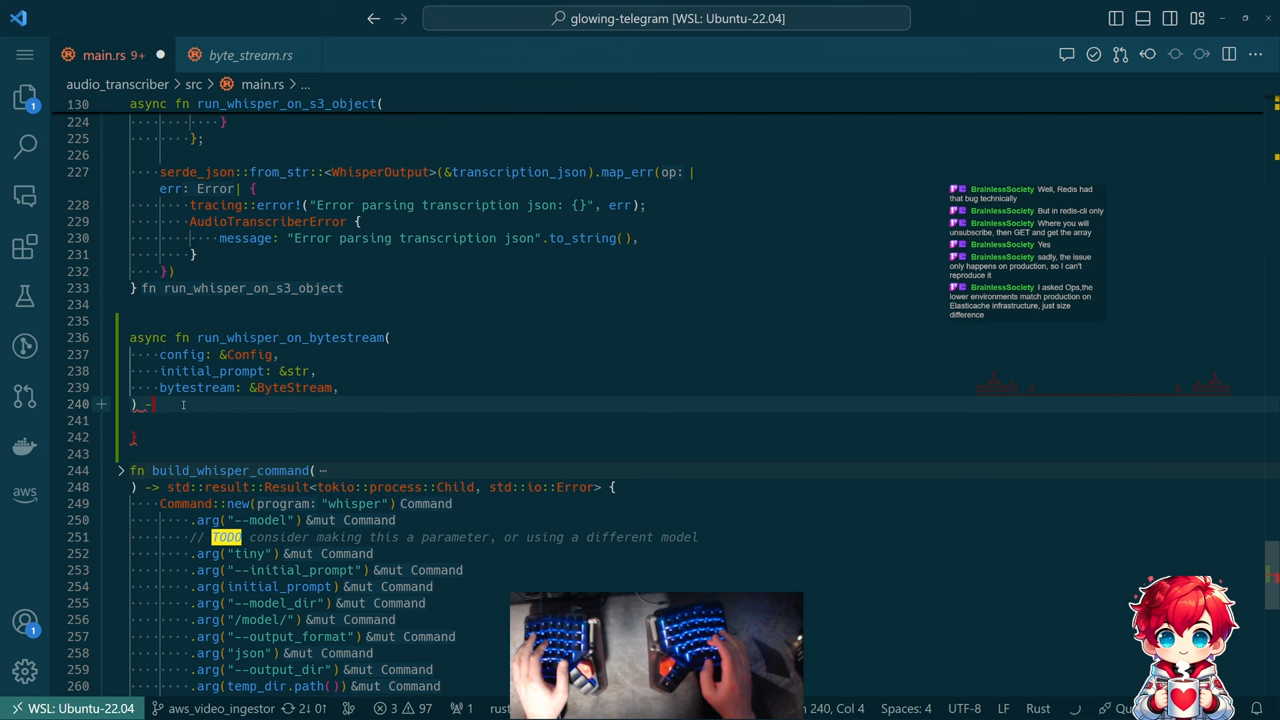 glowing-telegram [WSL: Ubuntu-22.04]
main.rs 9+
byte_stream.rs
audio_transcriber > src > main.rs > ...
130 async fn run_whisper_on_s3_object(
224 }
225 };
226
227 serde_json::from_str::<WhisperOutput>(&transcription_json).map_err(op: |
err: Error| {
228 tracing::error!("Error parsing transcription json: {}", err);
229 AudioTranscriberError {
230 message: "Error parsing transcription json".to_string(),
231 }
232 })
233 } fn run_whisper_on_s3_object
234
235
236 async fn run_whisper_on_bytestream(
237 config: &Config,
238 initial_prompt: &str,
239 bytestream: &ByteStream,
240 ) -
241
242 }
243
244 fn build_whisper_command( ⋯
248 ) -> std::result::Result<tokio::process::Child, std::io::Error> {
249 Command::new(program: "whisper") Command
250 .arg("--model") &mut Command
251 // TODO consider making this a parameter, or using a different model
252 .arg("tiny") &mut Command
253 .arg("--initial_prompt") &mut Command
254 .arg(initial_prompt) &mut Command
255 .arg("--model_dir") &mut Command
256 .arg("/model/") &mut Command
257 .arg("--output_format") &mut Command
258 .arg("json") &mut Command
259 .arg("--output_dir") &mut Command
260 .arg(temp_dir.path()) &mut Command
BrainlessSociety Well, Redis had
that bug technically
BrainlessSociety But in redis-cli only
BrainlessSociety Where you will
unsubscribe, then GET and get the array
BrainlessSociety Yes
BrainlessSociety sadly, the issue
only happens on production, so I can't
reproduce it
BrainlessSociety I asked Ops,the
lower environments match production on
Elasticache infrastructure, just size
difference
1
aws
1
WSL: Ubuntu-22.04 aws_video_ingestor 2↓ 0↑ 3 97 1 240, Col 4 Spaces: 4 UTF-8 LF Rust